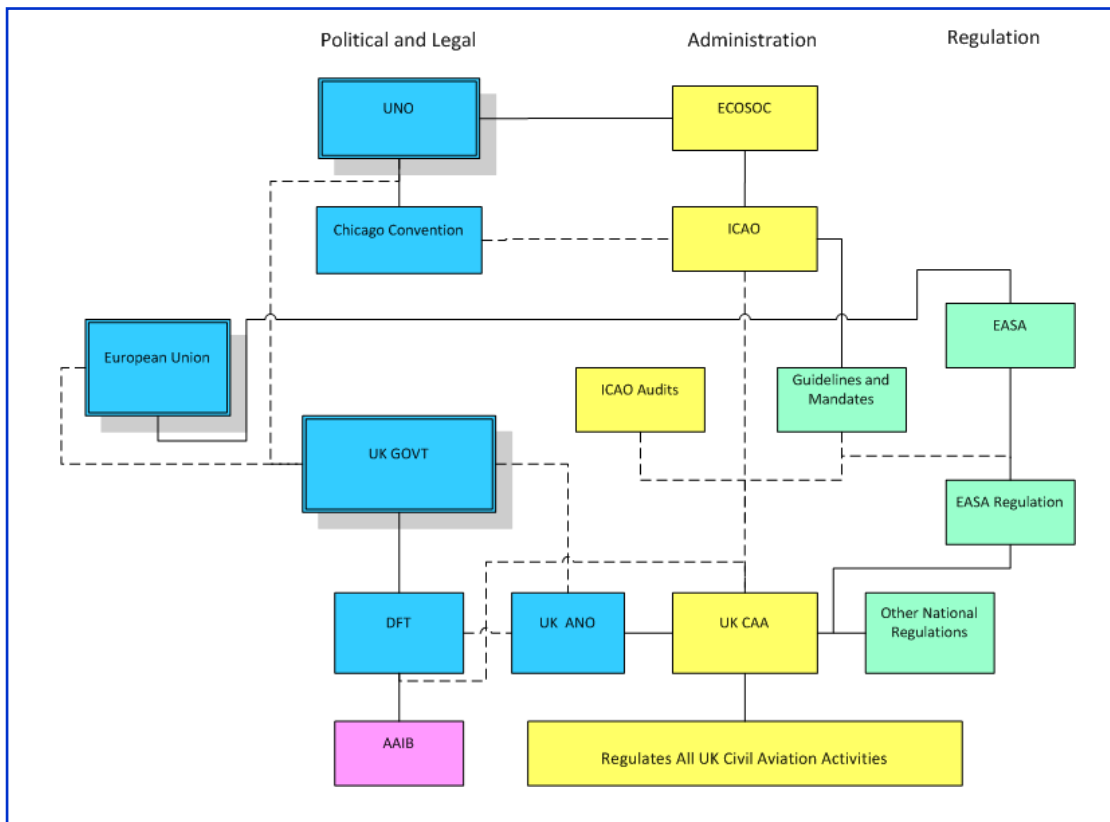 Political and Legal
Administration
Regulation
UNO
ECOSOC
Chicago Convention
ICAO
EASA
European Union
ICAO Audits
Guidelines and
Mandates
UK GOVT
EASA Regulation
DFT
UK ANO
UK CAA
Other National
Regulations
AAIB
Regulates All UK Civil Aviation Activities